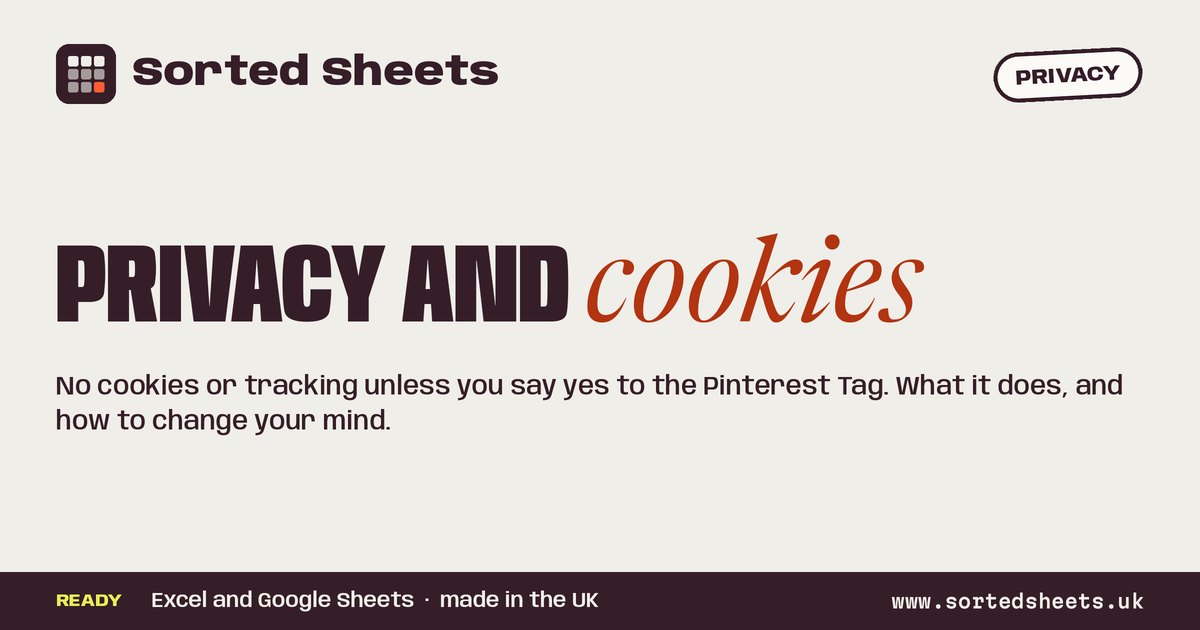 Sorted Sheets
PRIVACY
PRIVACY AND cookies
No cookies or tracking unless you say yes to the Pinterest Tag. What it does, and
how to change your mind.
READY Excel and Google Sheets · made in the UK www.sortedsheets.uk